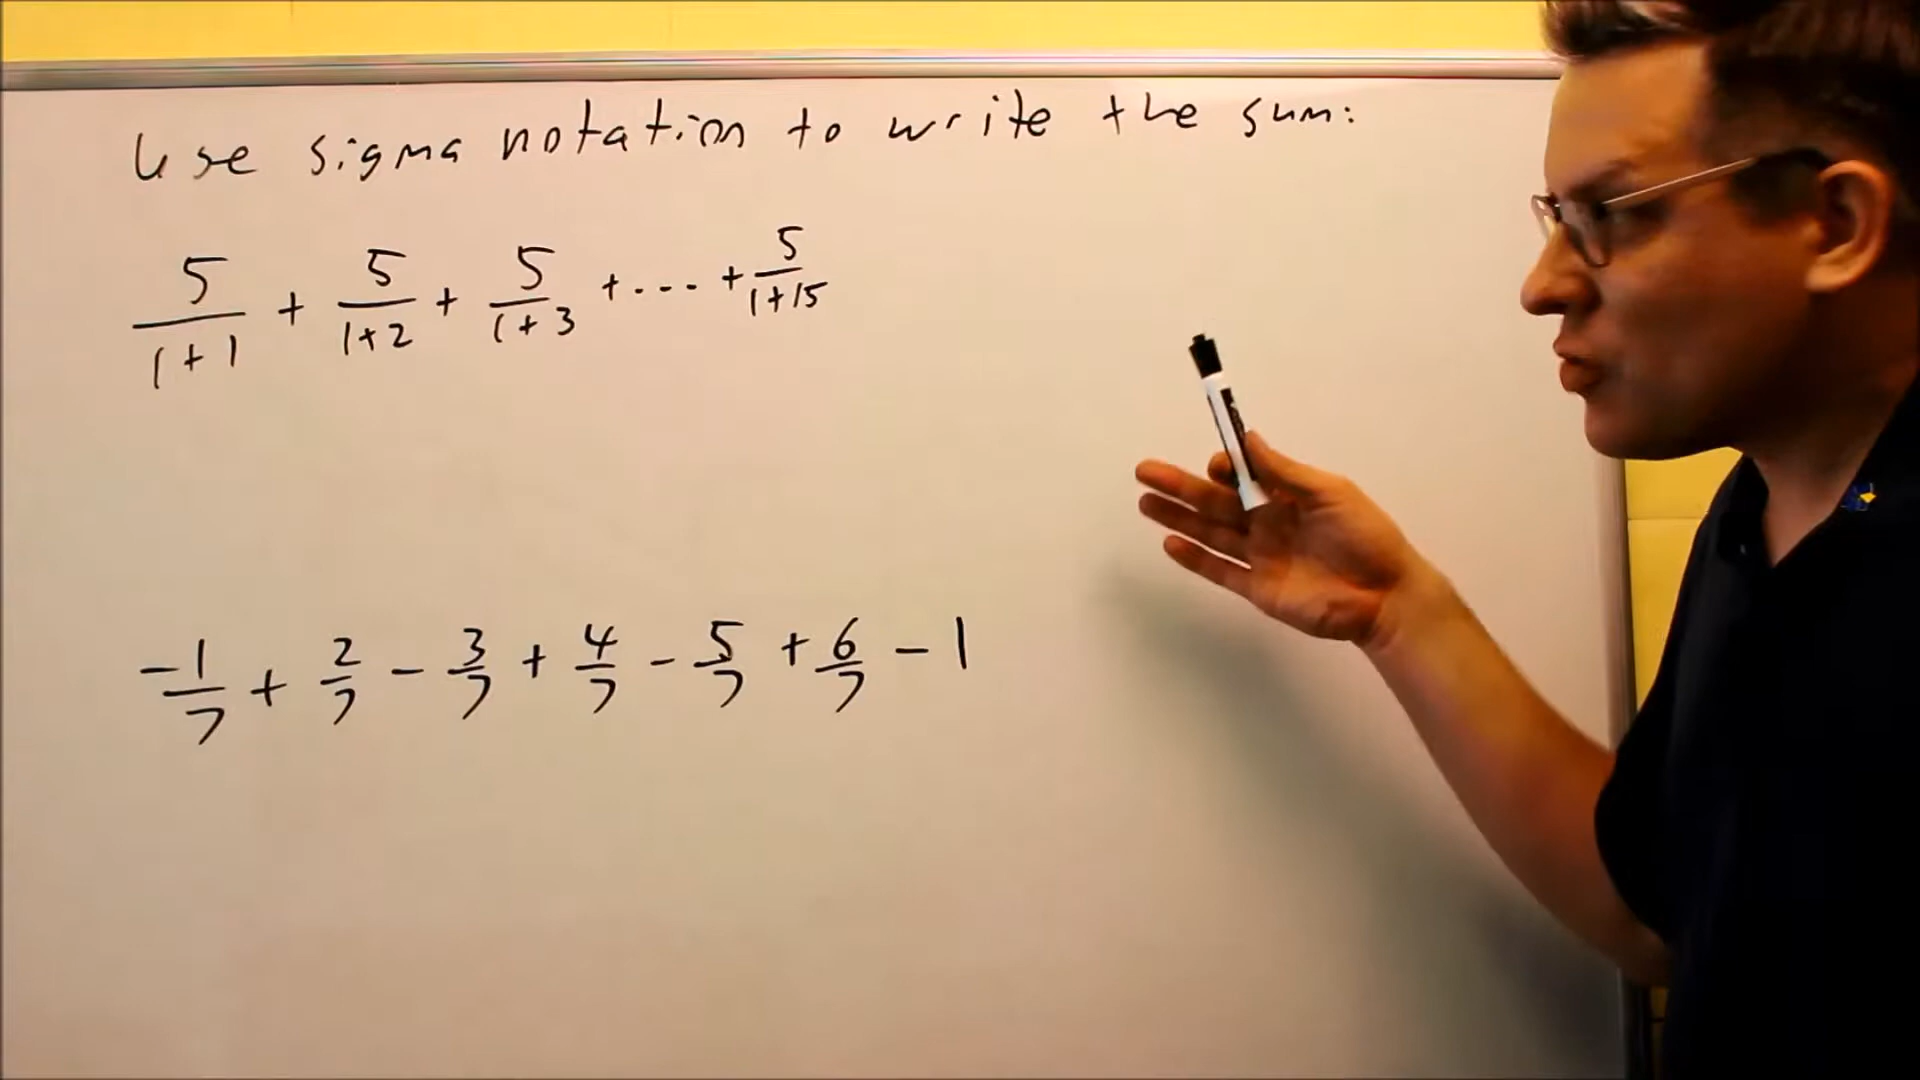 Use sigma notation to write the sum:
5/(1+1) + 5/(1+2) + 5/(1+3) + ... + 5/(1+15)
-1/7 + 2/7 - 3/7 + 4/7 - 5/7 + 6/7 - 1